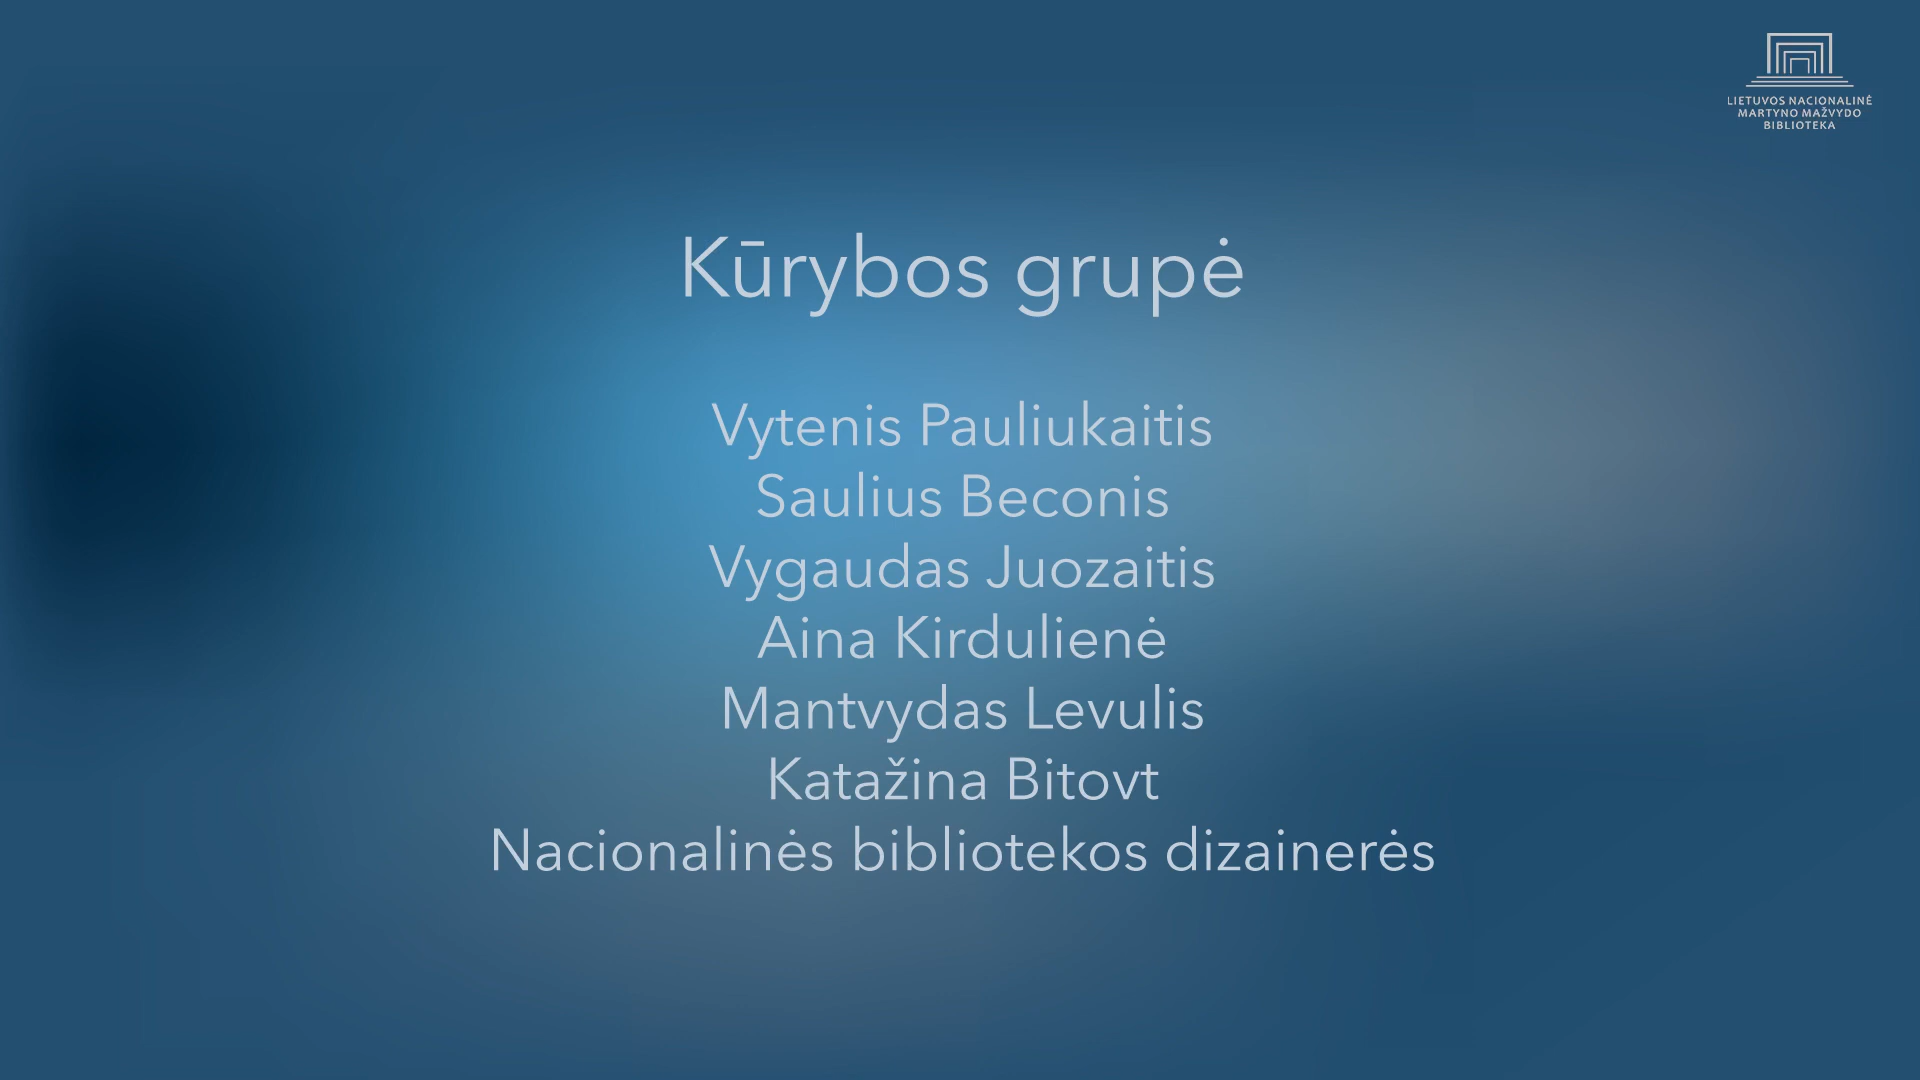 LIETUVOS NACIONALINĖ
MARTYNO MAŽVYDO
BIBLIOTEKA
Kūrybos grupė
Vytenis Pauliukaitis
Saulius Beconis
Vygaudas Juozaitis
Aina Kirdulienė
Mantvydas Levulis
Katažina Bitovt
Nacionalinės bibliotekos dizainerės